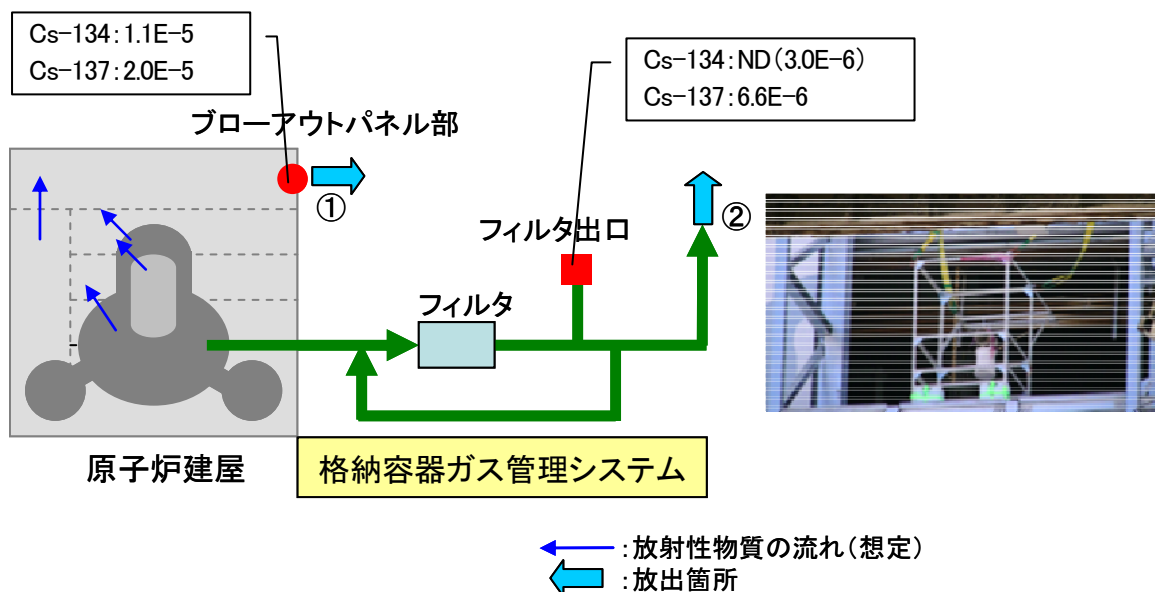 Cs-134:1.1E-5
Cs-137:2.0E-5
Cs-134:ND(3.0E-6)
Cs-137:6.6E-6
ブローアウトパネル部
①
②
フィルタ出口
フィルタ
原子炉建屋
格納容器ガス管理システム
:放射性物質の流れ(想定)
:放出箇所